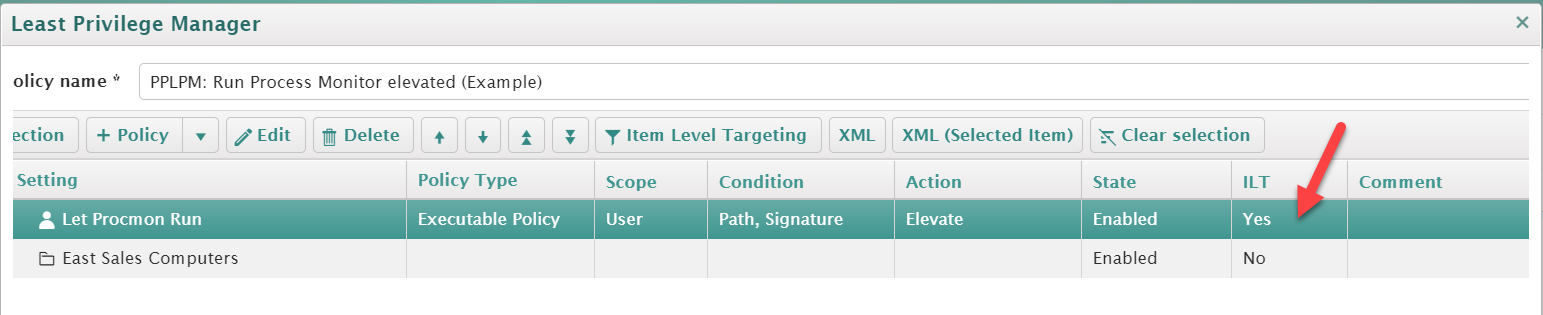 Least Privilege Manager ×
olicy name * PPLPM: Run Process Monitor elevated (Example)
ection + Policy Edit Delete Item Level Targeting XML XML (Selected Item) Clear selection
Setting Policy Type Scope Condition Action State ILT Comment
Let Procmon Run Executable Policy User Path, Signature Elevate Enabled Yes
East Sales Computers Enabled No